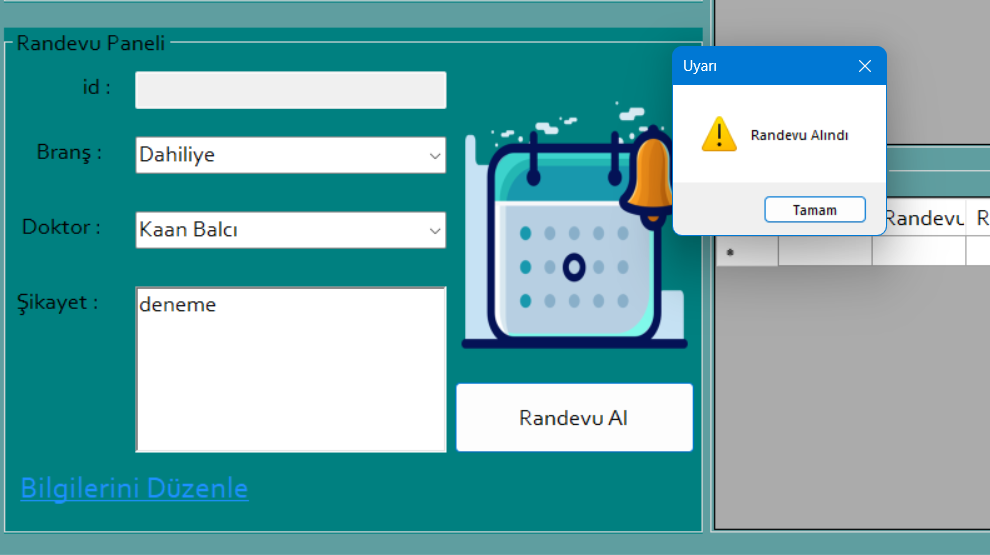 Randevu Paneli
id :
Branş :
Dahiliye
Doktor :
Kaan Balcı
Şikayet :
deneme
Randevu Al
Bilgilerini Düzenle
Uyarı
Randevu Alındı
Tamam
Randevu
R